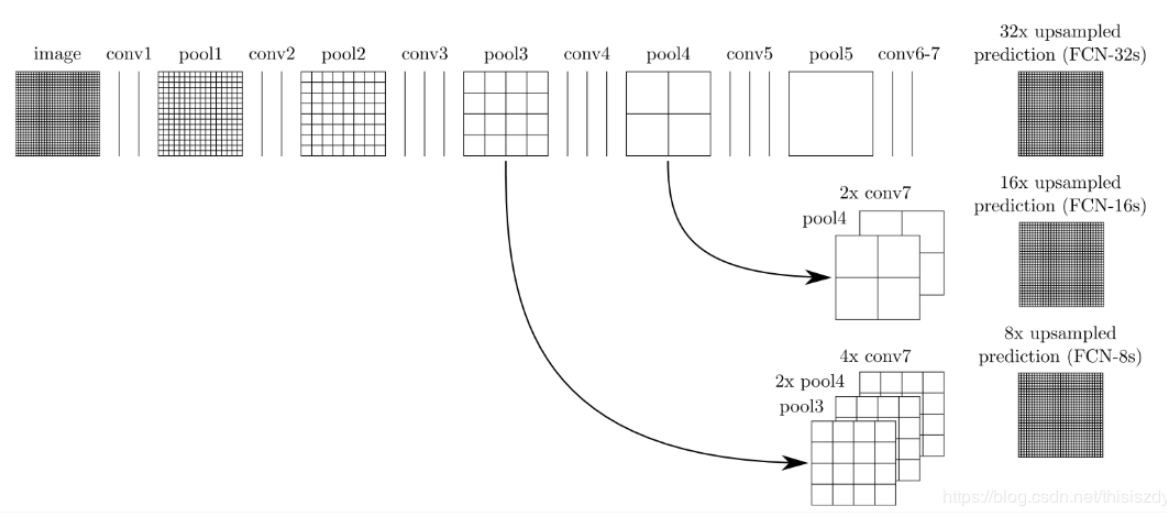 image
conv1
pool1
conv2
pool2
conv3
pool3
conv4
pool4
conv5
pool5
conv6-7
32x upsampled
prediction (FCN-32s)
2x conv7
pool4
16x upsampled
prediction (FCN-16s)
4x conv7
2x pool4
pool3
8x upsampled
prediction (FCN-8s)
https://blog.csdn.net/thisiszdy